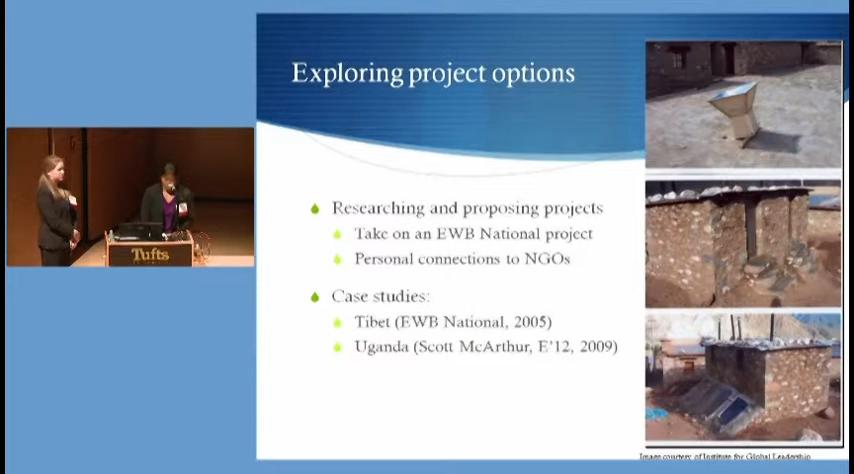 Exploring project options
Researching and proposing projects
Take on an EWB National project
Personal connections to NGOs
Case studies:
Tibet (EWB National, 2005)
Uganda (Scott McArthur, E'12, 2009)
Tufts
Image courtesy of Institute for Global Leadership